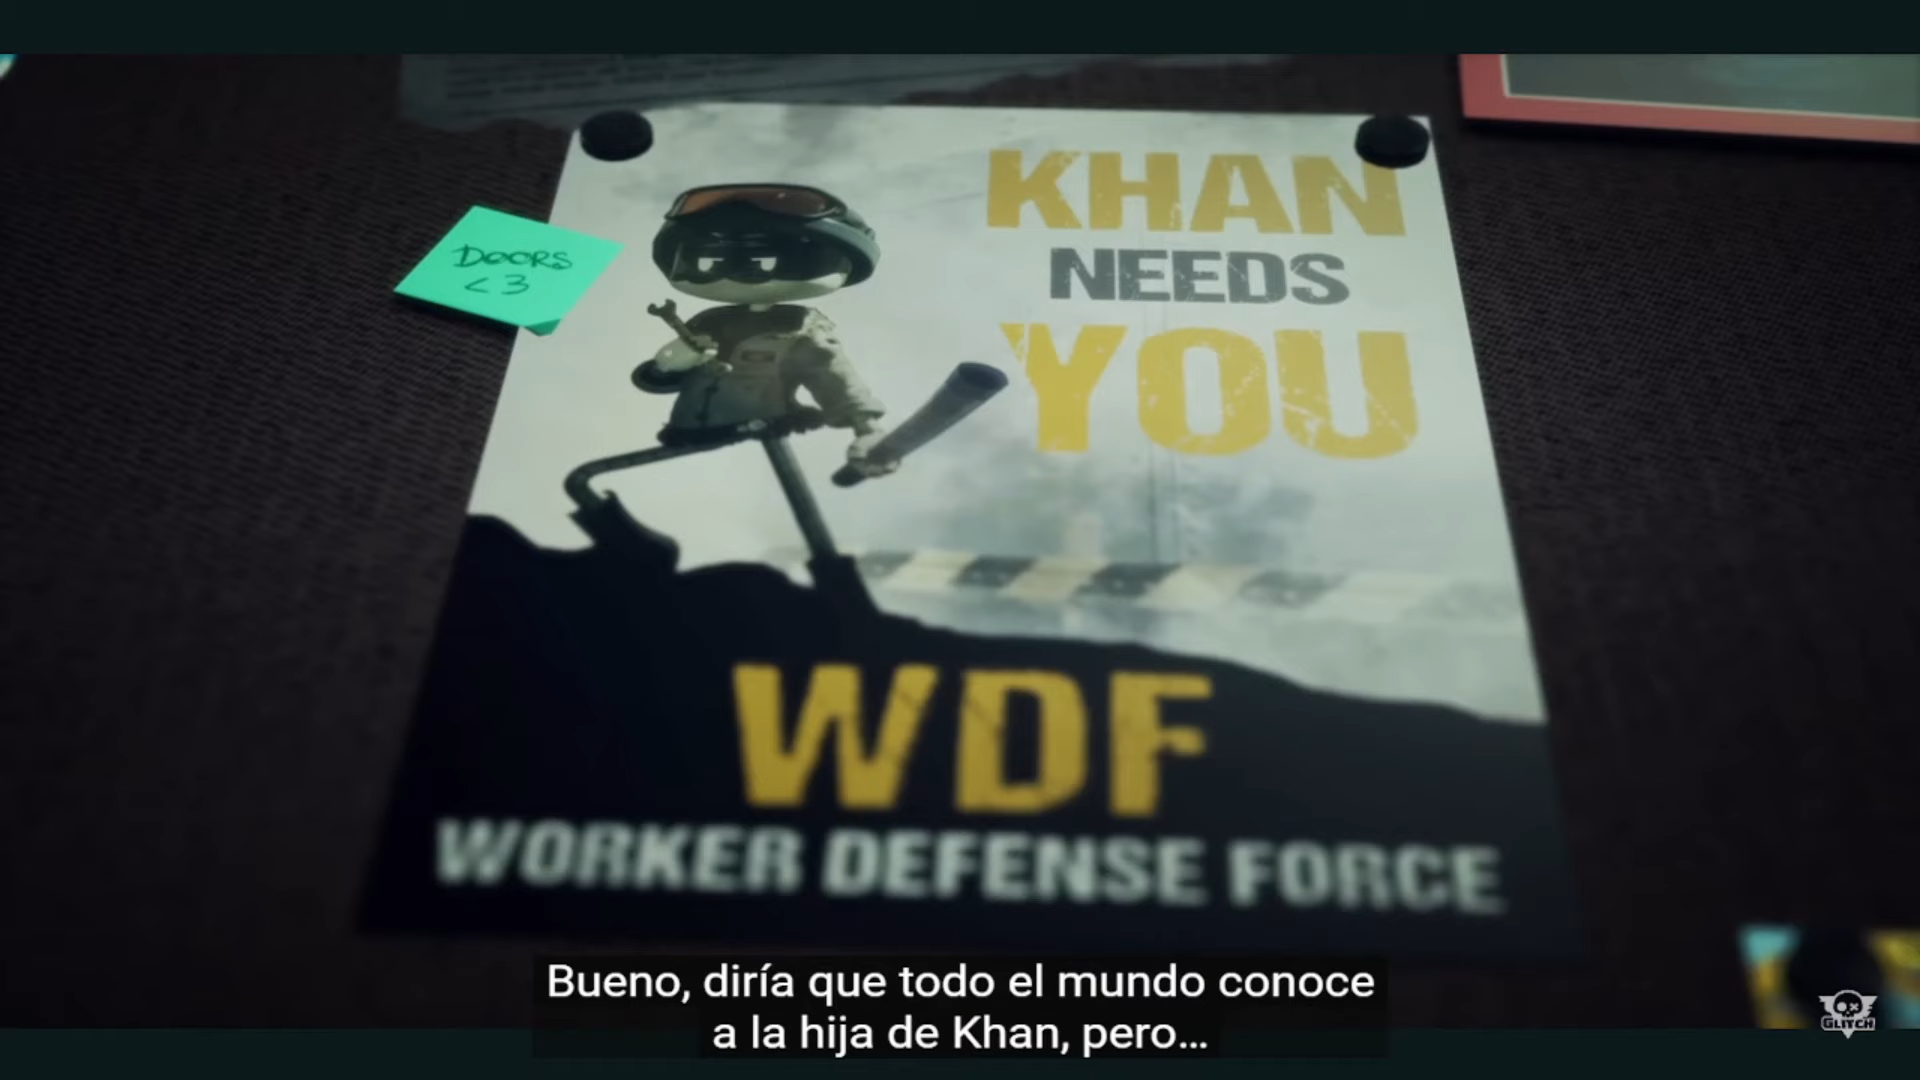 KHAN
NEEDS
YOU
DOORS
<3
WDF
WORKER DEFENSE FORCE
Bueno, diría que todo el mundo conoce
a la hija de Khan, pero...
GLITCH